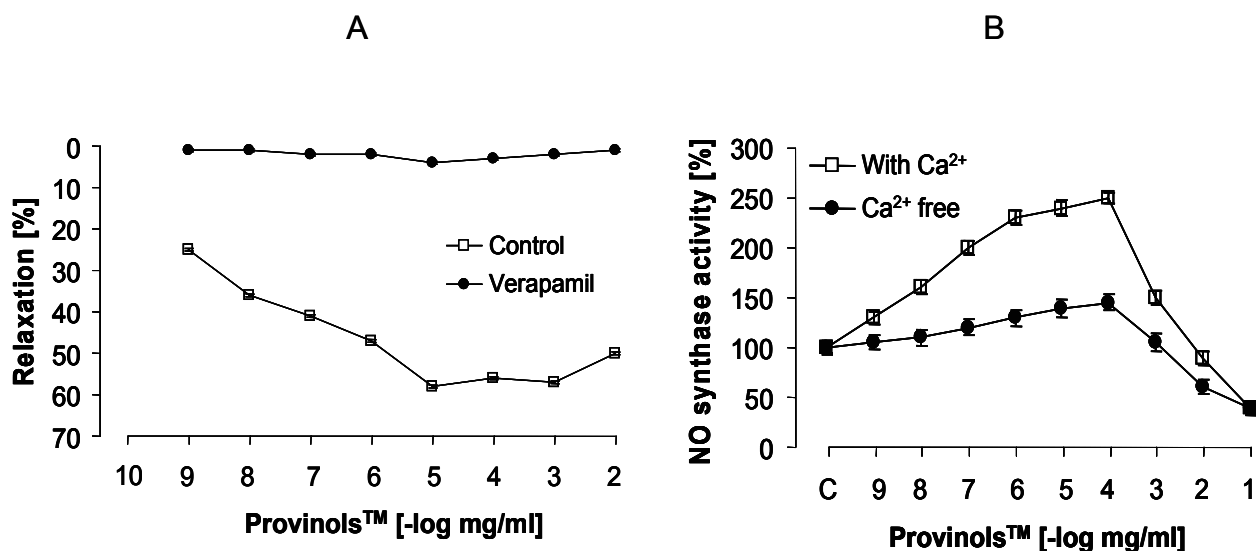 A
B
0
10
20
30
40
50
60
70
Relaxation [%]
Control
Verapamil
10 9 8 7 6 5 4 3 2
Provinols™ [-log mg/ml]
300
250
200
150
100
50
0
NO synthase activity [%]
With Ca²⁺
Ca²⁺ free
C 9 8 7 6 5 4 3 2 1
Provinols™ [-log mg/ml]